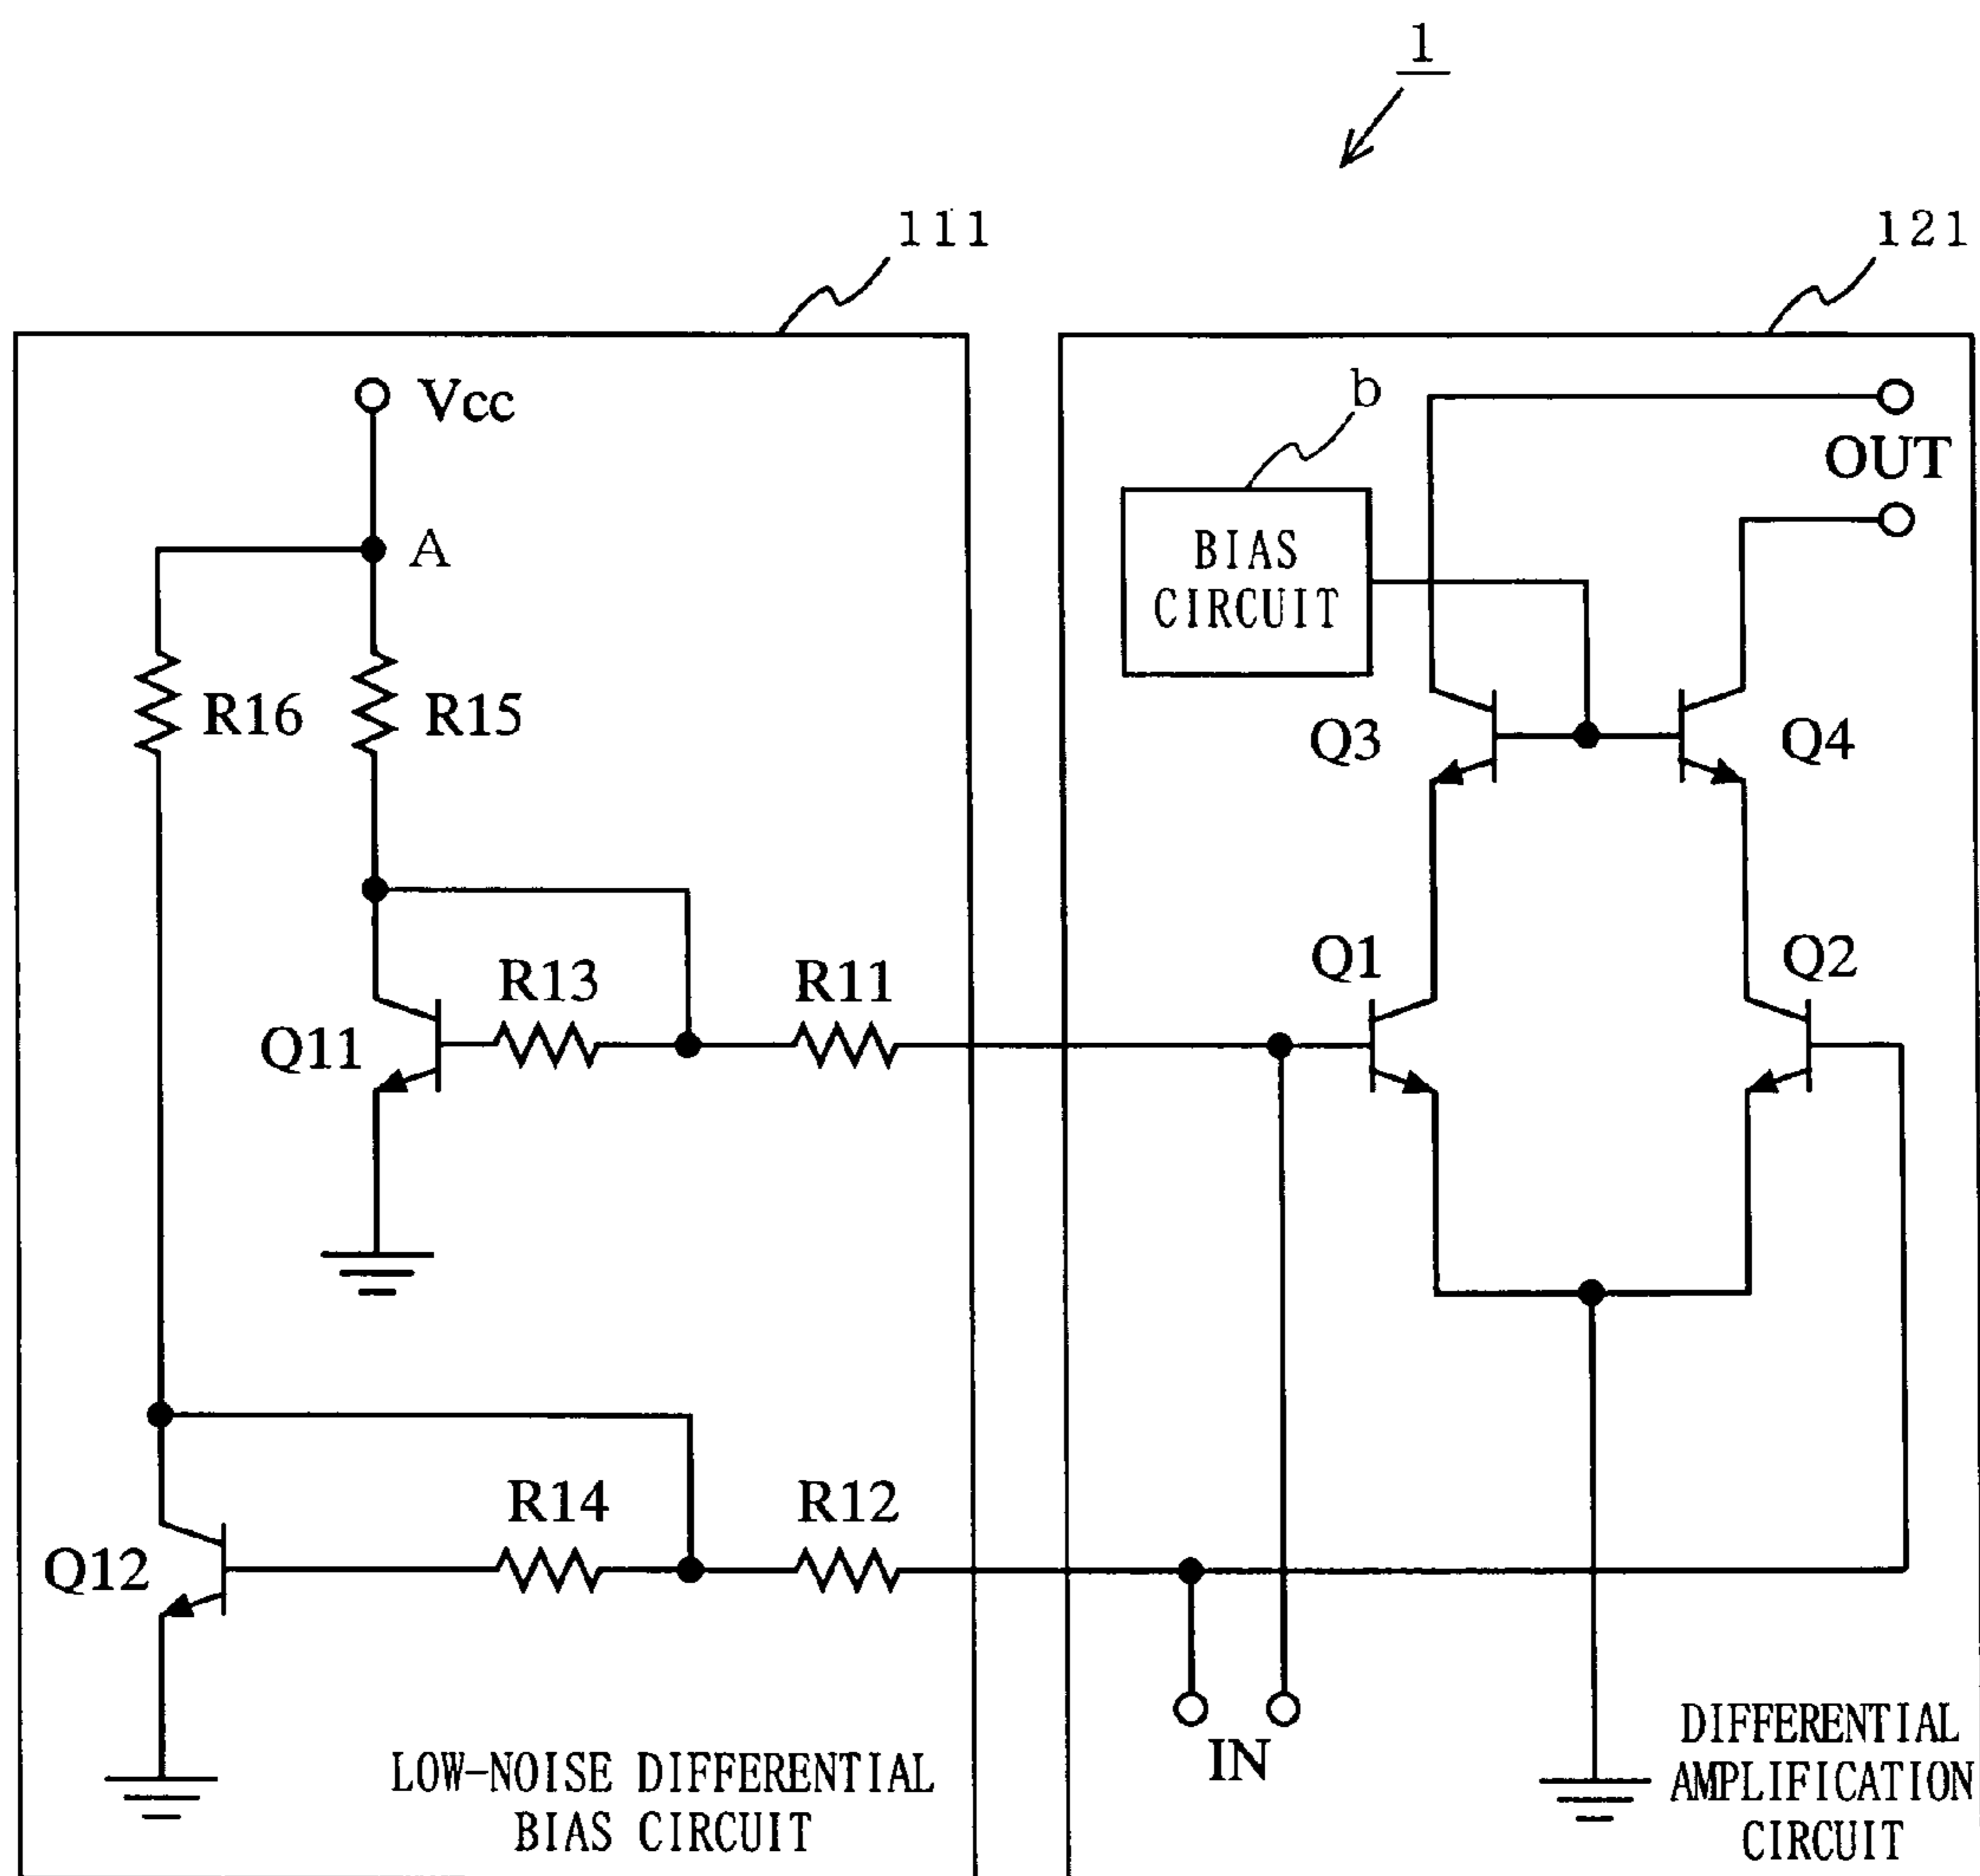 1
111
121
Vcc
b
OUT
A
BIAS
CIRCUIT
R16
R15
Q3
Q4
Q1
Q2
R13
R11
Q11
R14
R12
Q12
IN
LOW-NOISE DIFFERENTIAL
BIAS CIRCUIT
DIFFERENTIAL
AMPLIFICATION
CIRCUIT